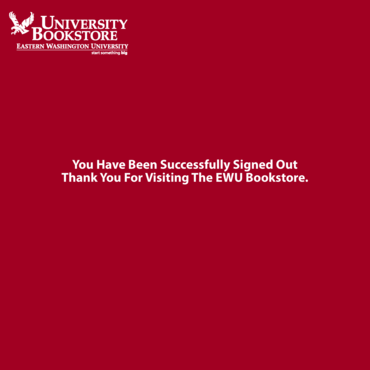 UNIVERSITY
BOOKSTORE
EASTERN WASHINGTON UNIVERSITY
start something big
You Have Been Successfully Signed Out
Thank You For Visiting The EWU Bookstore.